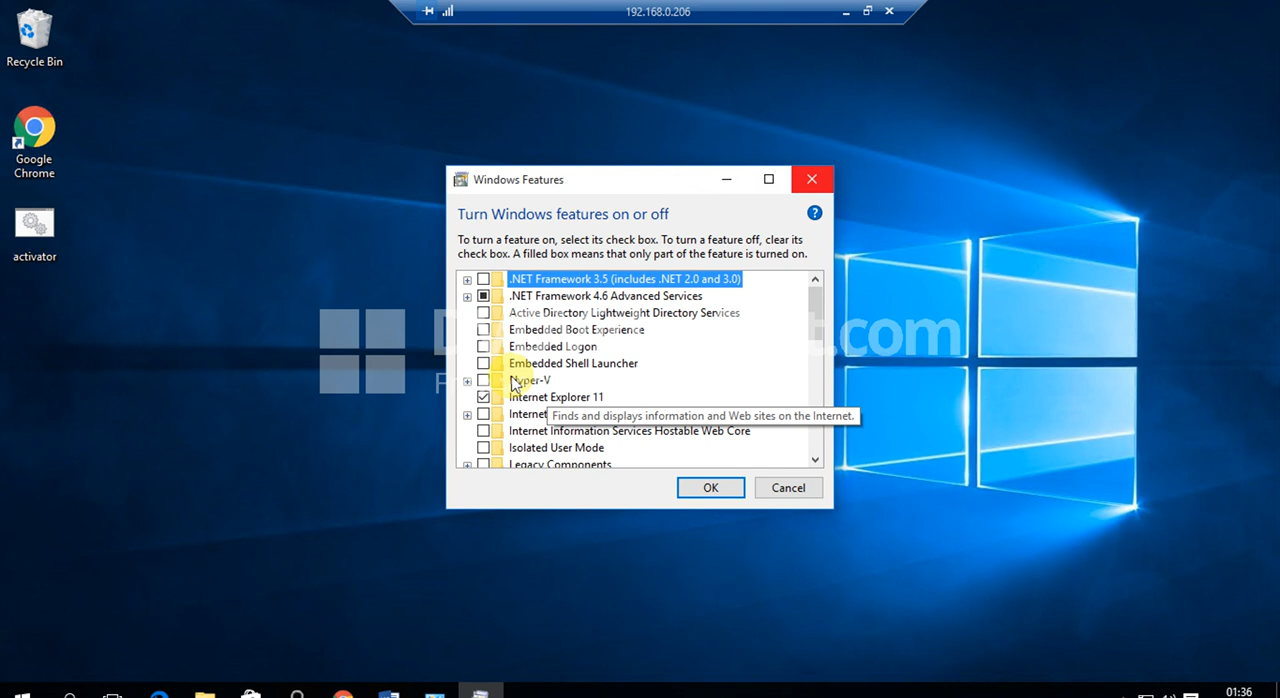 192.168.0.206
Recycle Bin
Google
Chrome
activator
Windows Features
Turn Windows features on or off
?
To turn a feature on, select its check box. To turn a feature off, clear its
check box. A filled box means that only part of the feature is turned on.
.NET Framework 3.5 (includes .NET 2.0 and 3.0)
.NET Framework 4.6 Advanced Services
Active Directory Lightweight Directory Services
Embedded Boot Experience
Embedded Logon
Embedded Shell Launcher
Hyper-V
Internet Explorer 11
Internet
Finds and displays information and Web sites on the Internet.
Internet Information Services Hostable Web Core
Isolated User Mode
Legacy Components
OK
Cancel
.com
01:36